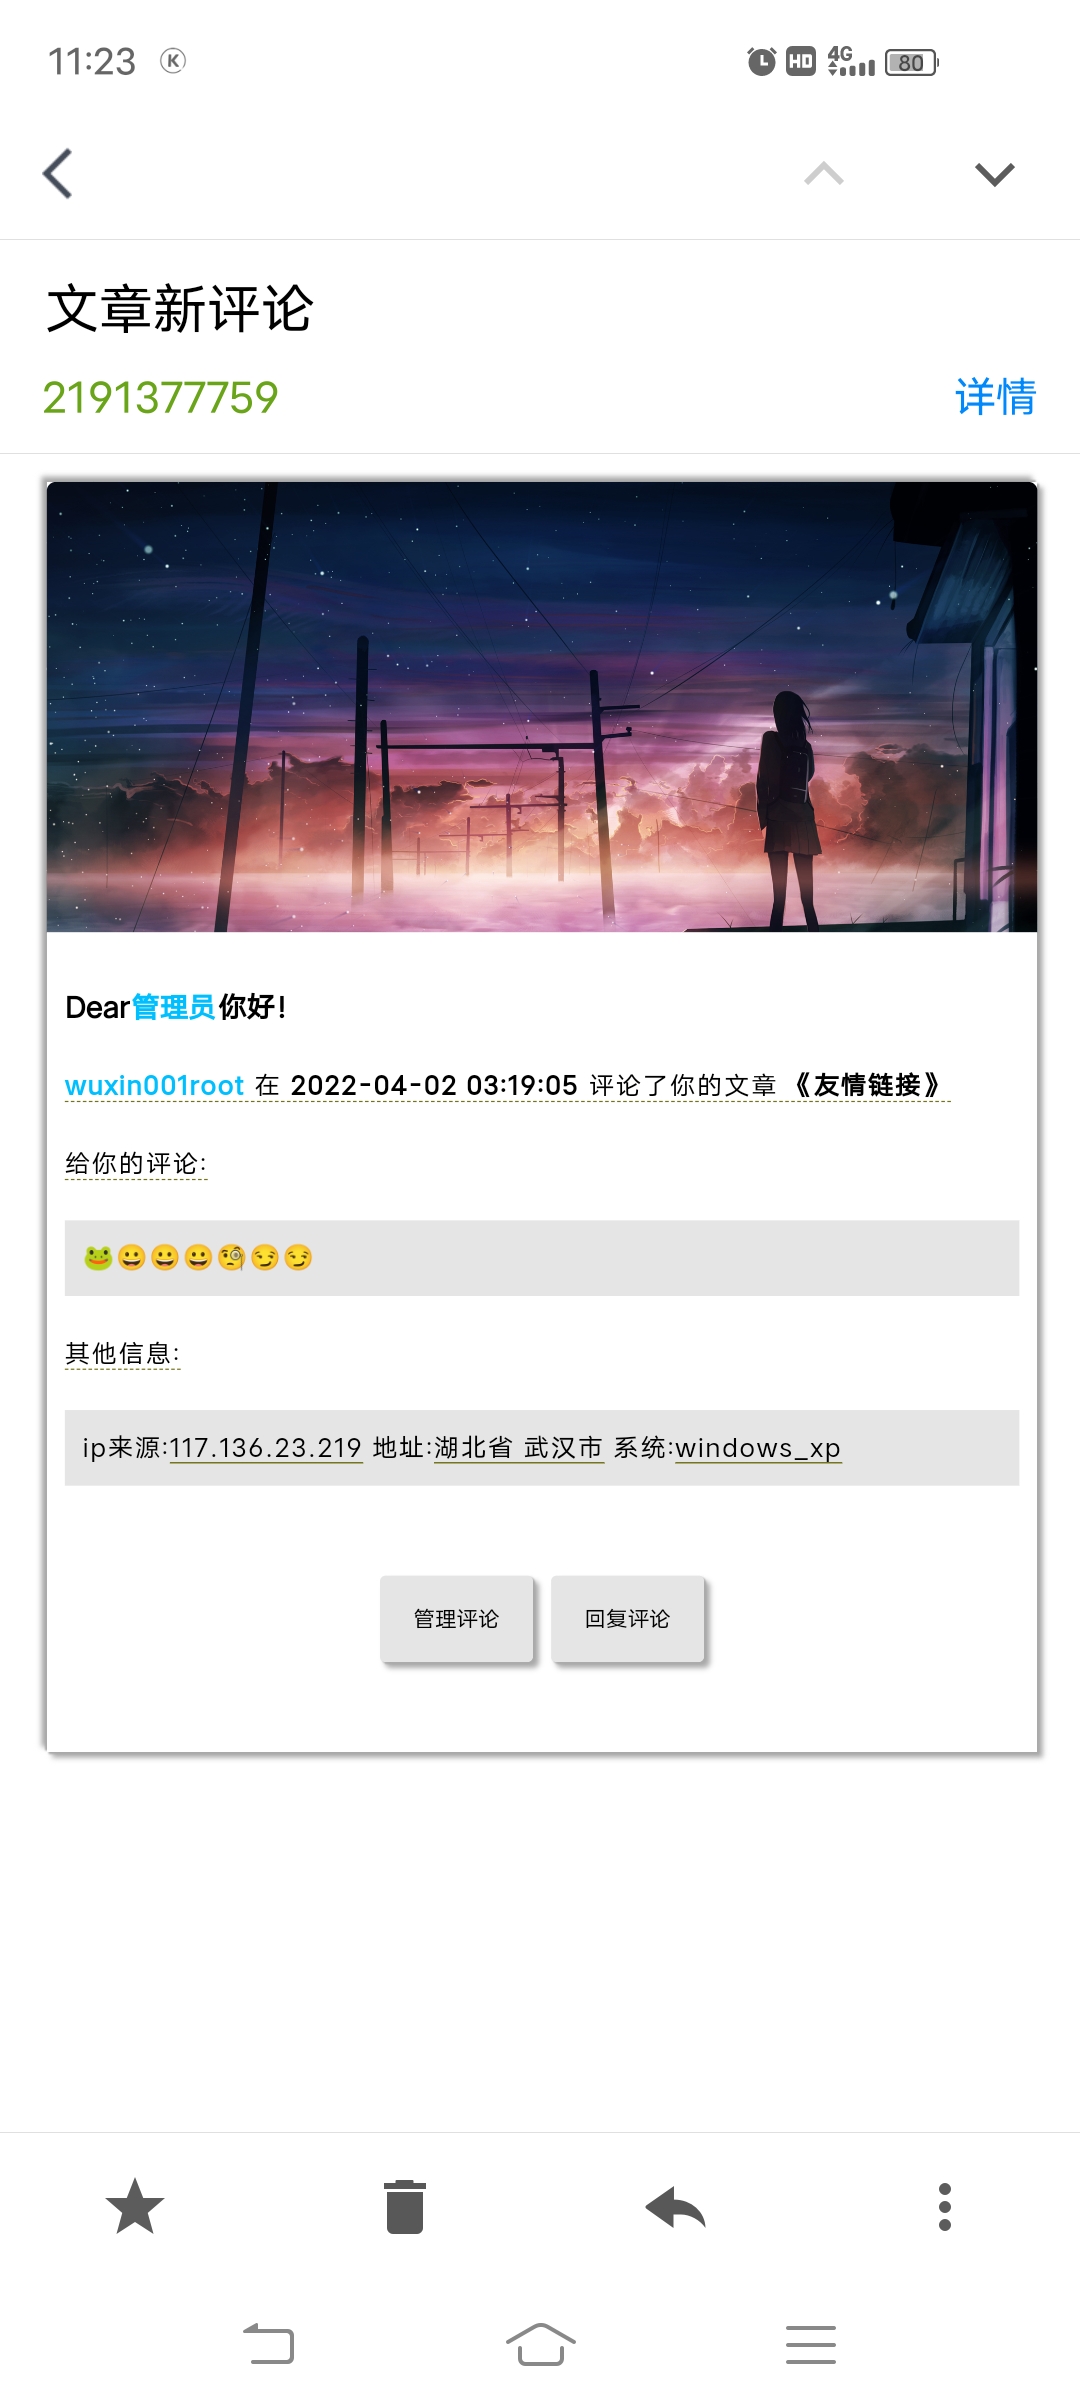 11:23 K HD 4G 80
文章新评论
2191377759 详情
Dear管理员你好!
wuxin001root 在 2022-04-02 03:19:05 评论了你的文章 《友情链接》
给你的评论:
🐸😀😀😀🧐😏😏
其他信息:
ip来源:117.136.23.219 地址:湖北省 武汉市 系统:windows_xp
管理评论 回复评论